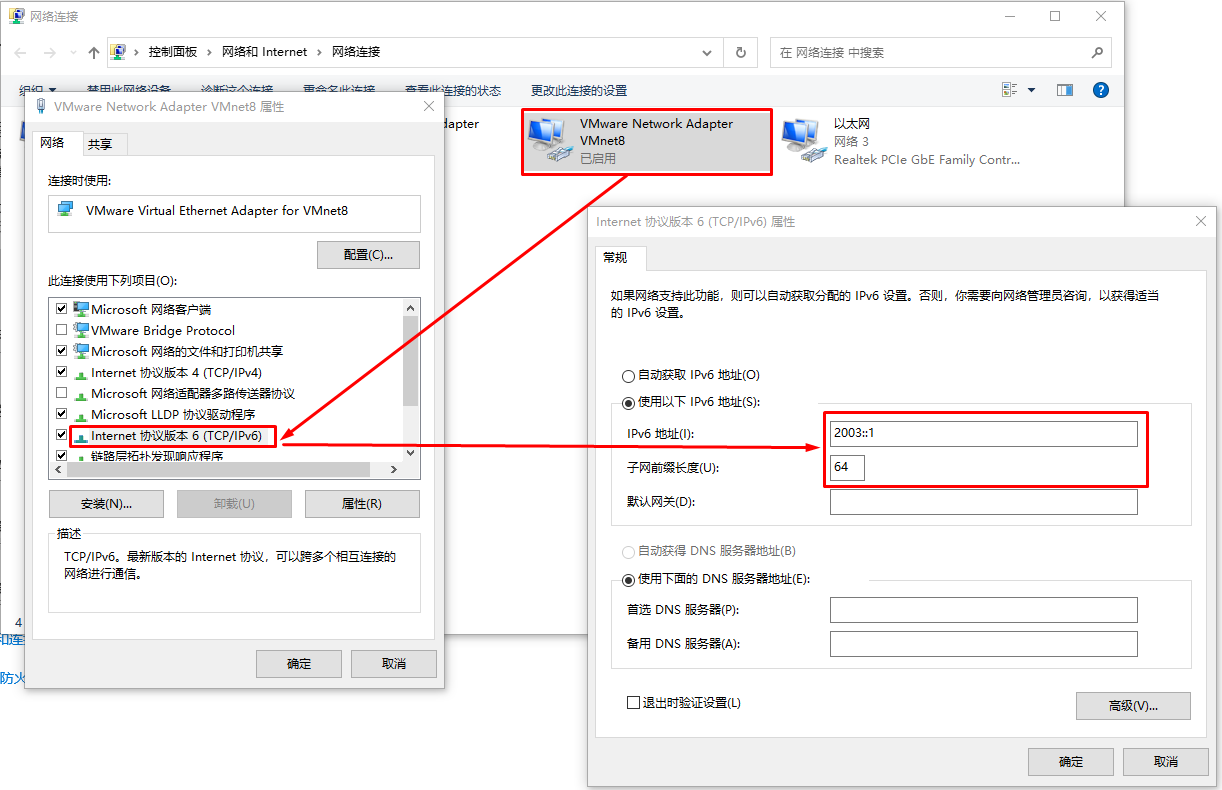 网络连接
控制面板 › 网络和 Internet › 网络连接
在 网络连接 中搜索
组织 禁用此网络设备 诊断这个连接 重命名此连接 查看此连接的状态 更改此连接的设置
VMware Network Adapter VMnet8 属性
网络 共享
连接时使用:
VMware Virtual Ethernet Adapter for VMnet8
配置(C)...
此连接使用下列项目(O):
Microsoft 网络客户端
VMware Bridge Protocol
Microsoft 网络的文件和打印机共享
Internet 协议版本 4 (TCP/IPv4)
Microsoft 网络适配器多路传送器协议
Microsoft LLDP 协议驱动程序
Internet 协议版本 6 (TCP/IPv6)
链路层拓扑发现响应程序
安装(N)... 卸载(U) 属性(R)
描述
TCP/IPv6。最新版本的 Internet 协议，可以跨多个相互连接的
网络进行通信。
确定 取消
4
防火
VMware Network Adapter
VMnet8
已启用
以太网
网络 3
Realtek PCIe GbE Family Contr...
Internet 协议版本 6 (TCP/IPv6) 属性
常规
如果网络支持此功能，则可以自动获取分配的 IPv6 设置。否则，你需要向网络管理员咨询，以获得适当
的 IPv6 设置。
自动获取 IPv6 地址(O)
使用以下 IPv6 地址(S):
IPv6 地址(I): 2003::1
子网前缀长度(U): 64
默认网关(D):
自动获得 DNS 服务器地址(B)
使用下面的 DNS 服务器地址(E):
首选 DNS 服务器(P):
备用 DNS 服务器(A):
退出时验证设置(L)
高级(V)...
确定 取消